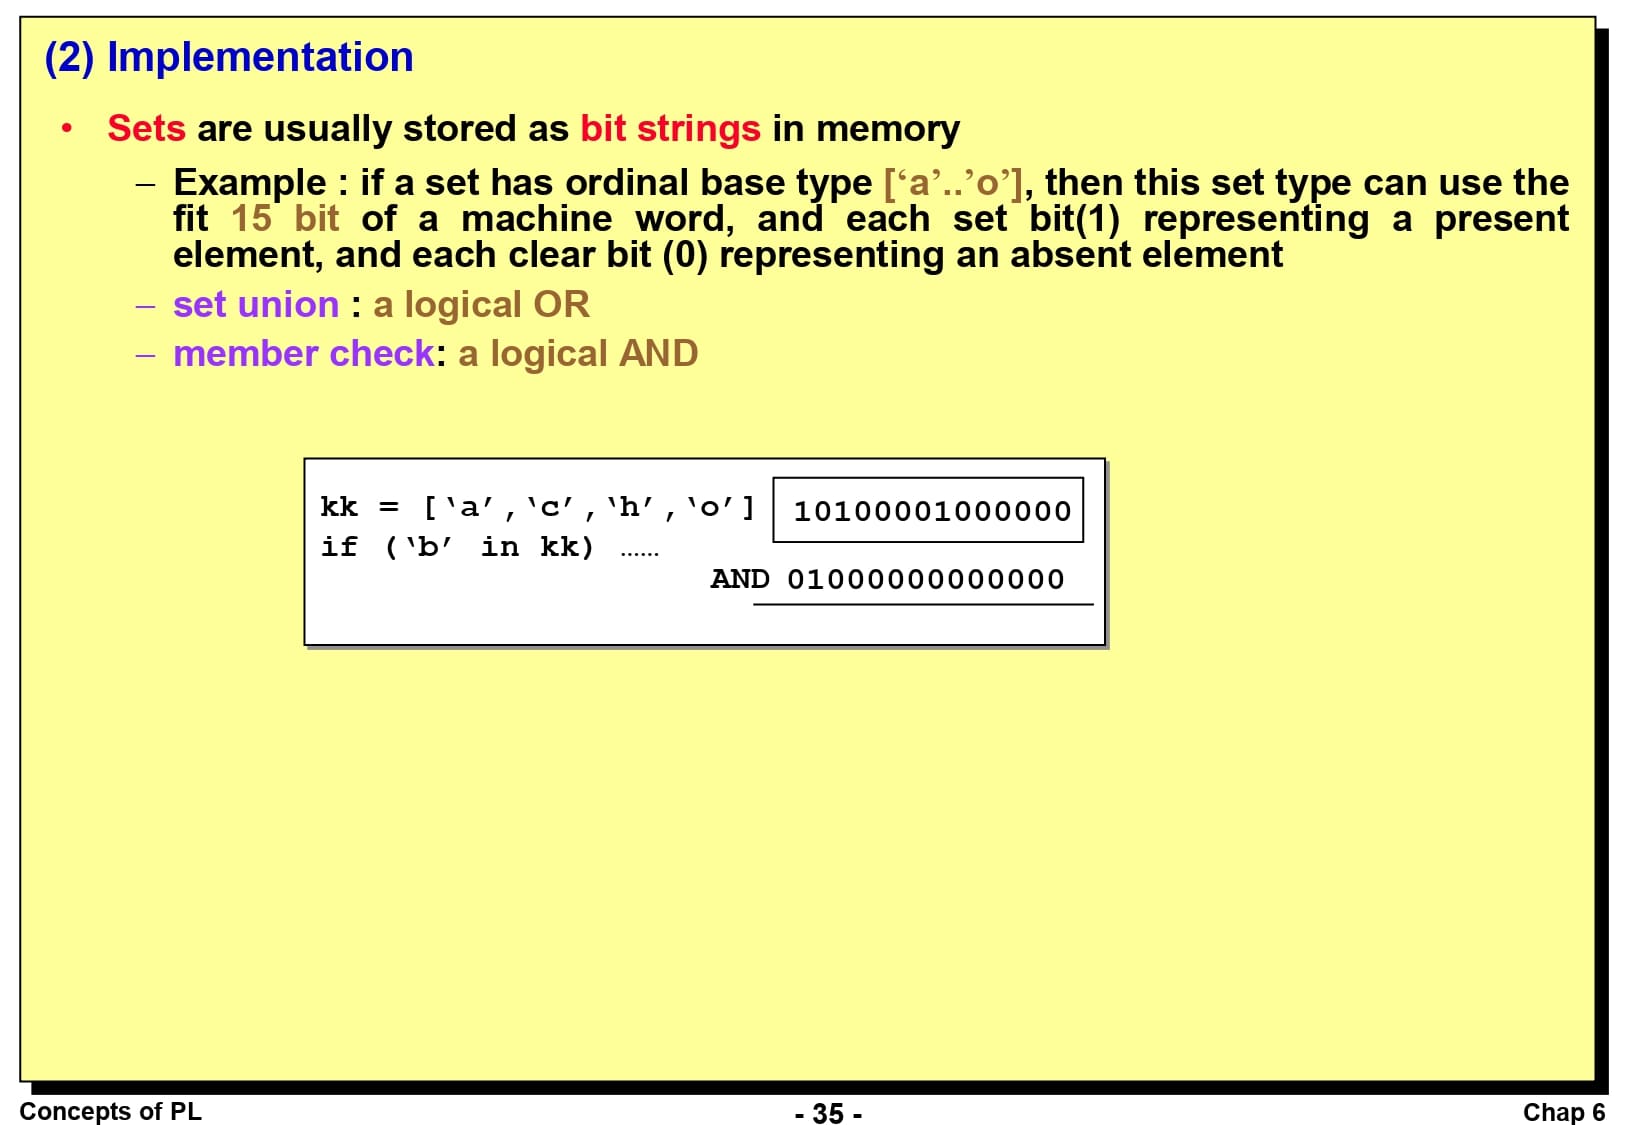 (2) Implementation
• Sets are usually stored as bit strings in memory
– Example : if a set has ordinal base type [‘a’..’o’], then this set type can use the
fit 15 bit of a machine word, and each set bit(1) representing a present
element, and each clear bit (0) representing an absent element
– set union : a logical OR
– member check: a logical AND
kk = [‘a’,‘c’,‘h’,‘o’] 10100001000000
if (‘b’ in kk) ……
AND 01000000000000
Concepts of PL
- 35 -
Chap 6